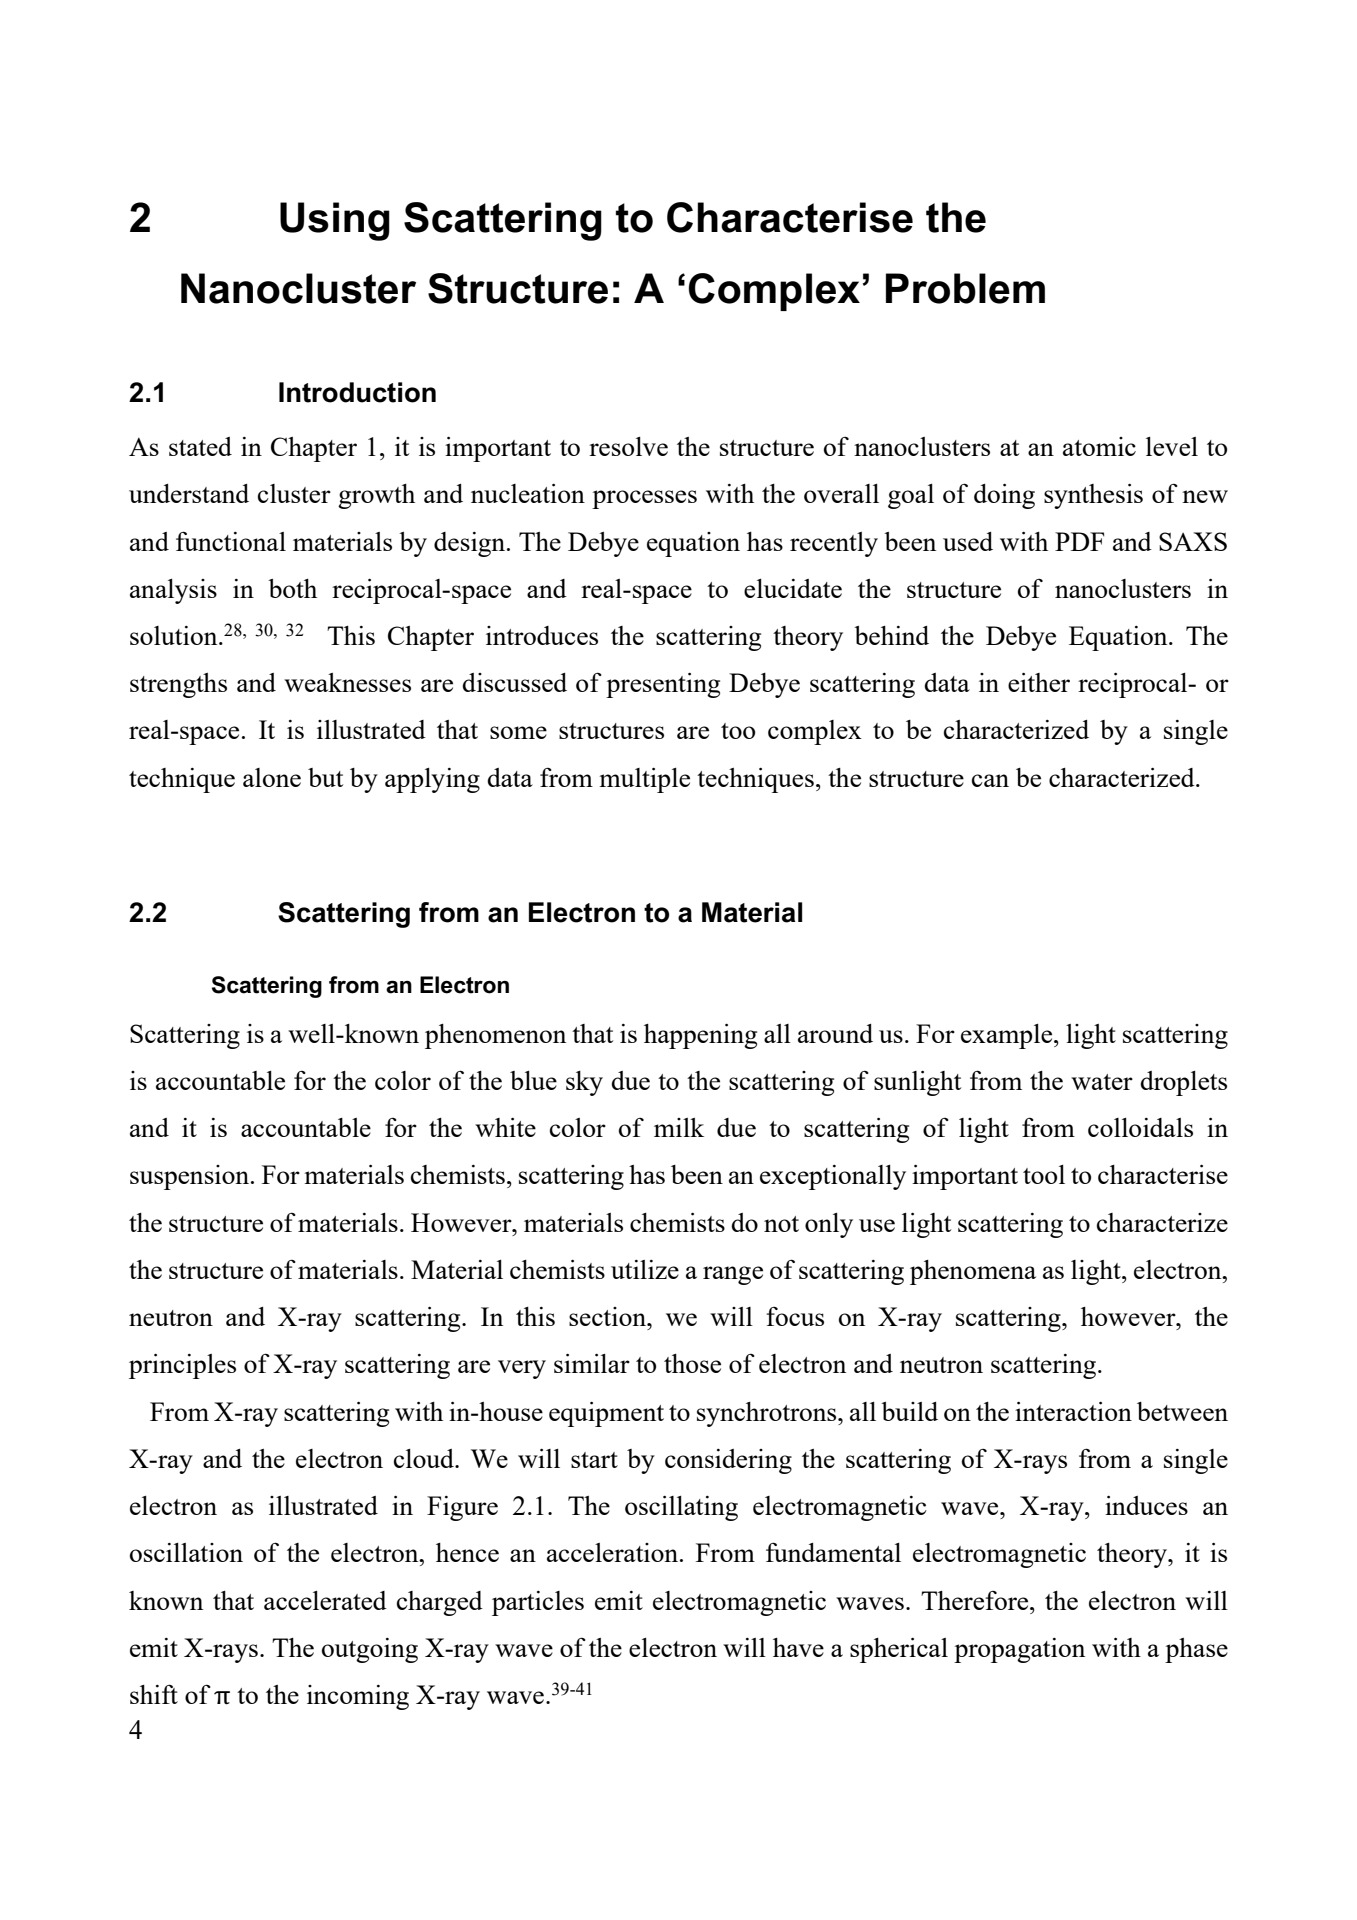 2 Using Scattering to Characterise the
Nanocluster Structure: A ‘Complex’ Problem
2.1 Introduction
As stated in Chapter 1, it is important to resolve the structure of nanoclusters at an atomic level to
understand cluster growth and nucleation processes with the overall goal of doing synthesis of new
and functional materials by design. The Debye equation has recently been used with PDF and SAXS
analysis in both reciprocal-space and real-space to elucidate the structure of nanoclusters in
solution.28, 30, 32 This Chapter introduces the scattering theory behind the Debye Equation. The
strengths and weaknesses are discussed of presenting Debye scattering data in either reciprocal- or
real-space. It is illustrated that some structures are too complex to be characterized by a single
technique alone but by applying data from multiple techniques, the structure can be characterized.
2.2 Scattering from an Electron to a Material
Scattering from an Electron
Scattering is a well-known phenomenon that is happening all around us. For example, light scattering
is accountable for the color of the blue sky due to the scattering of sunlight from the water droplets
and it is accountable for the white color of milk due to scattering of light from colloidals in
suspension. For materials chemists, scattering has been an exceptionally important tool to characterise
the structure of materials. However, materials chemists do not only use light scattering to characterize
the structure of materials. Material chemists utilize a range of scattering phenomena as light, electron,
neutron and X-ray scattering. In this section, we will focus on X-ray scattering, however, the
principles of X-ray scattering are very similar to those of electron and neutron scattering.
From X-ray scattering with in-house equipment to synchrotrons, all build on the interaction between
X-ray and the electron cloud. We will start by considering the scattering of X-rays from a single
electron as illustrated in Figure 2.1. The oscillating electromagnetic wave, X-ray, induces an
oscillation of the electron, hence an acceleration. From fundamental electromagnetic theory, it is
known that accelerated charged particles emit electromagnetic waves. Therefore, the electron will
emit X-rays. The outgoing X-ray wave of the electron will have a spherical propagation with a phase
shift of π to the incoming X-ray wave.39-41
4